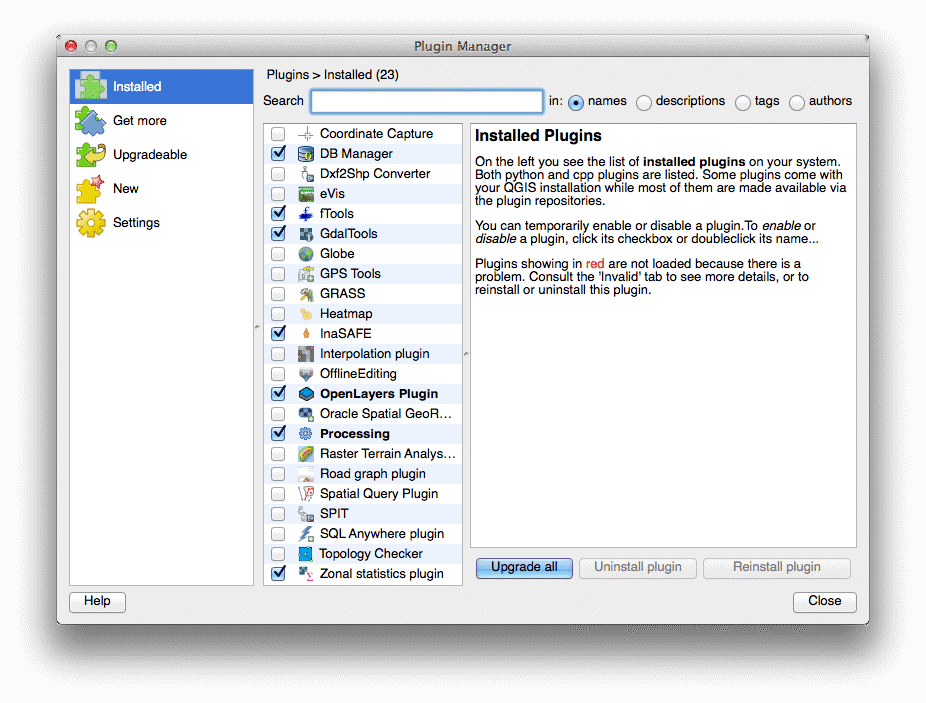 Plugin Manager
Installed
Get more
Upgradeable
New
Settings
Plugins > Installed (23)
Search
in: names descriptions tags authors
Coordinate Capture
DB Manager
Dxf2Shp Converter
eVis
fTools
GdalTools
Globe
GPS Tools
GRASS
Heatmap
InaSAFE
Interpolation plugin
OfflineEditing
OpenLayers Plugin
Oracle Spatial GeoR...
Processing
Raster Terrain Analys...
Road graph plugin
Spatial Query Plugin
SPIT
SQL Anywhere plugin
Topology Checker
Zonal statistics plugin
Installed Plugins
On the left you see the list of installed plugins on your system.
Both python and cpp plugins are listed. Some plugins come with
your QGIS installation while most of them are made available via
the plugin repositories.
You can temporarily enable or disable a plugin.To enable or
disable a plugin, click its checkbox or doubleclick its name...
Plugins showing in red are not loaded because there is a
problem. Consult the 'Invalid' tab to see more details, or to
reinstall or uninstall this plugin.
Upgrade all
Uninstall plugin
Reinstall plugin
Help
Close